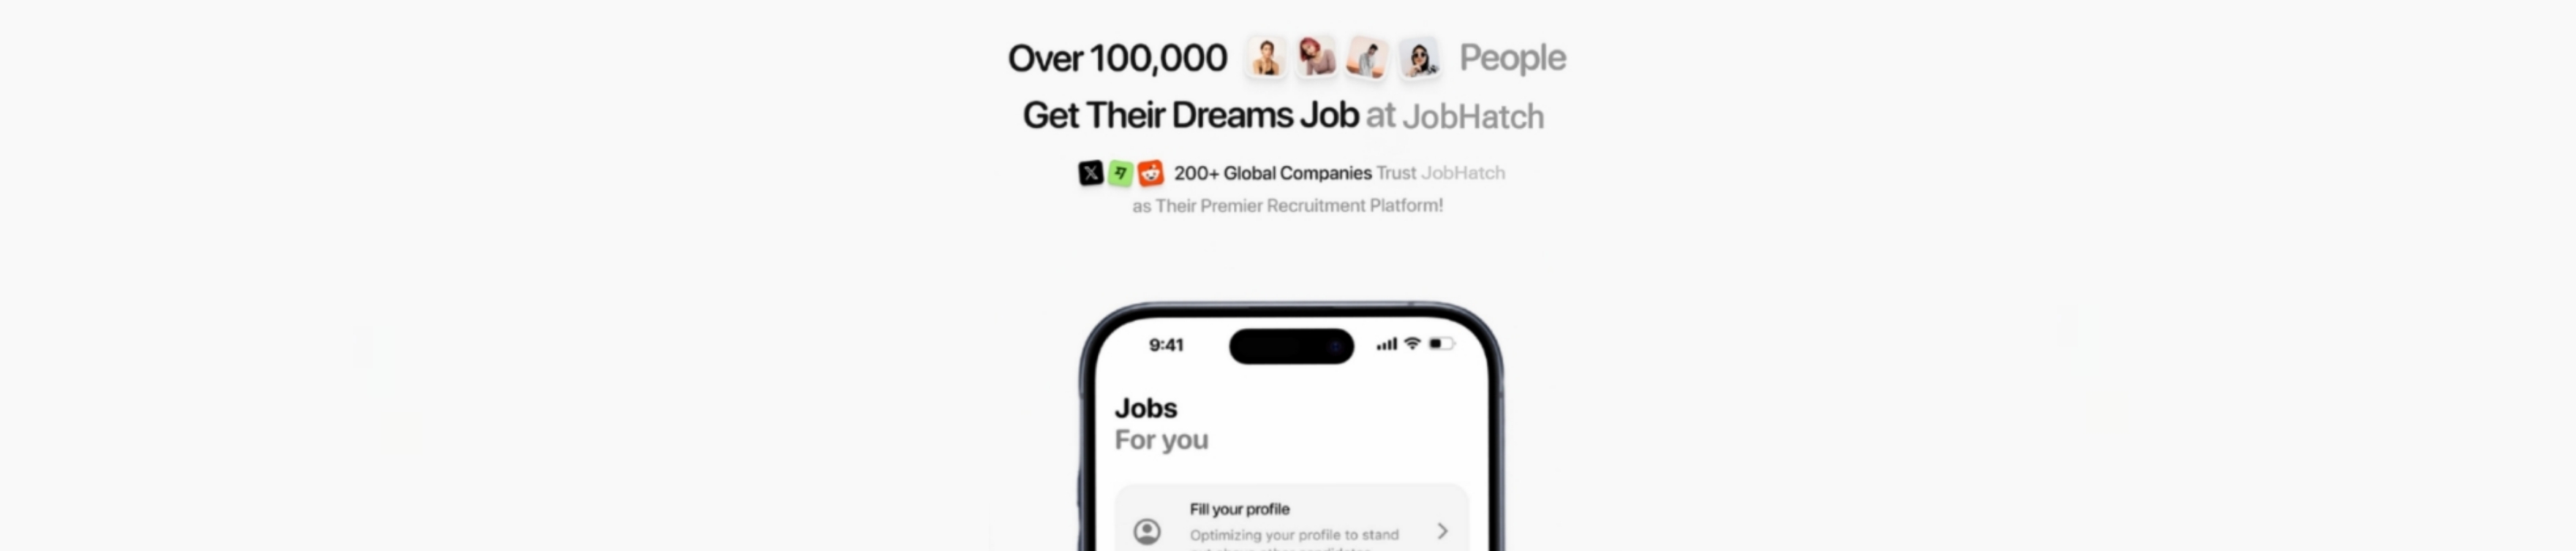 Over 100,000 People
Get Their Dreams Job at JobHatch
200+ Global Companies Trust JobHatch
as Their Premier Recruitment Platform!
9:41
Jobs
For you
Fill your profile
Optimizing your profile to stand